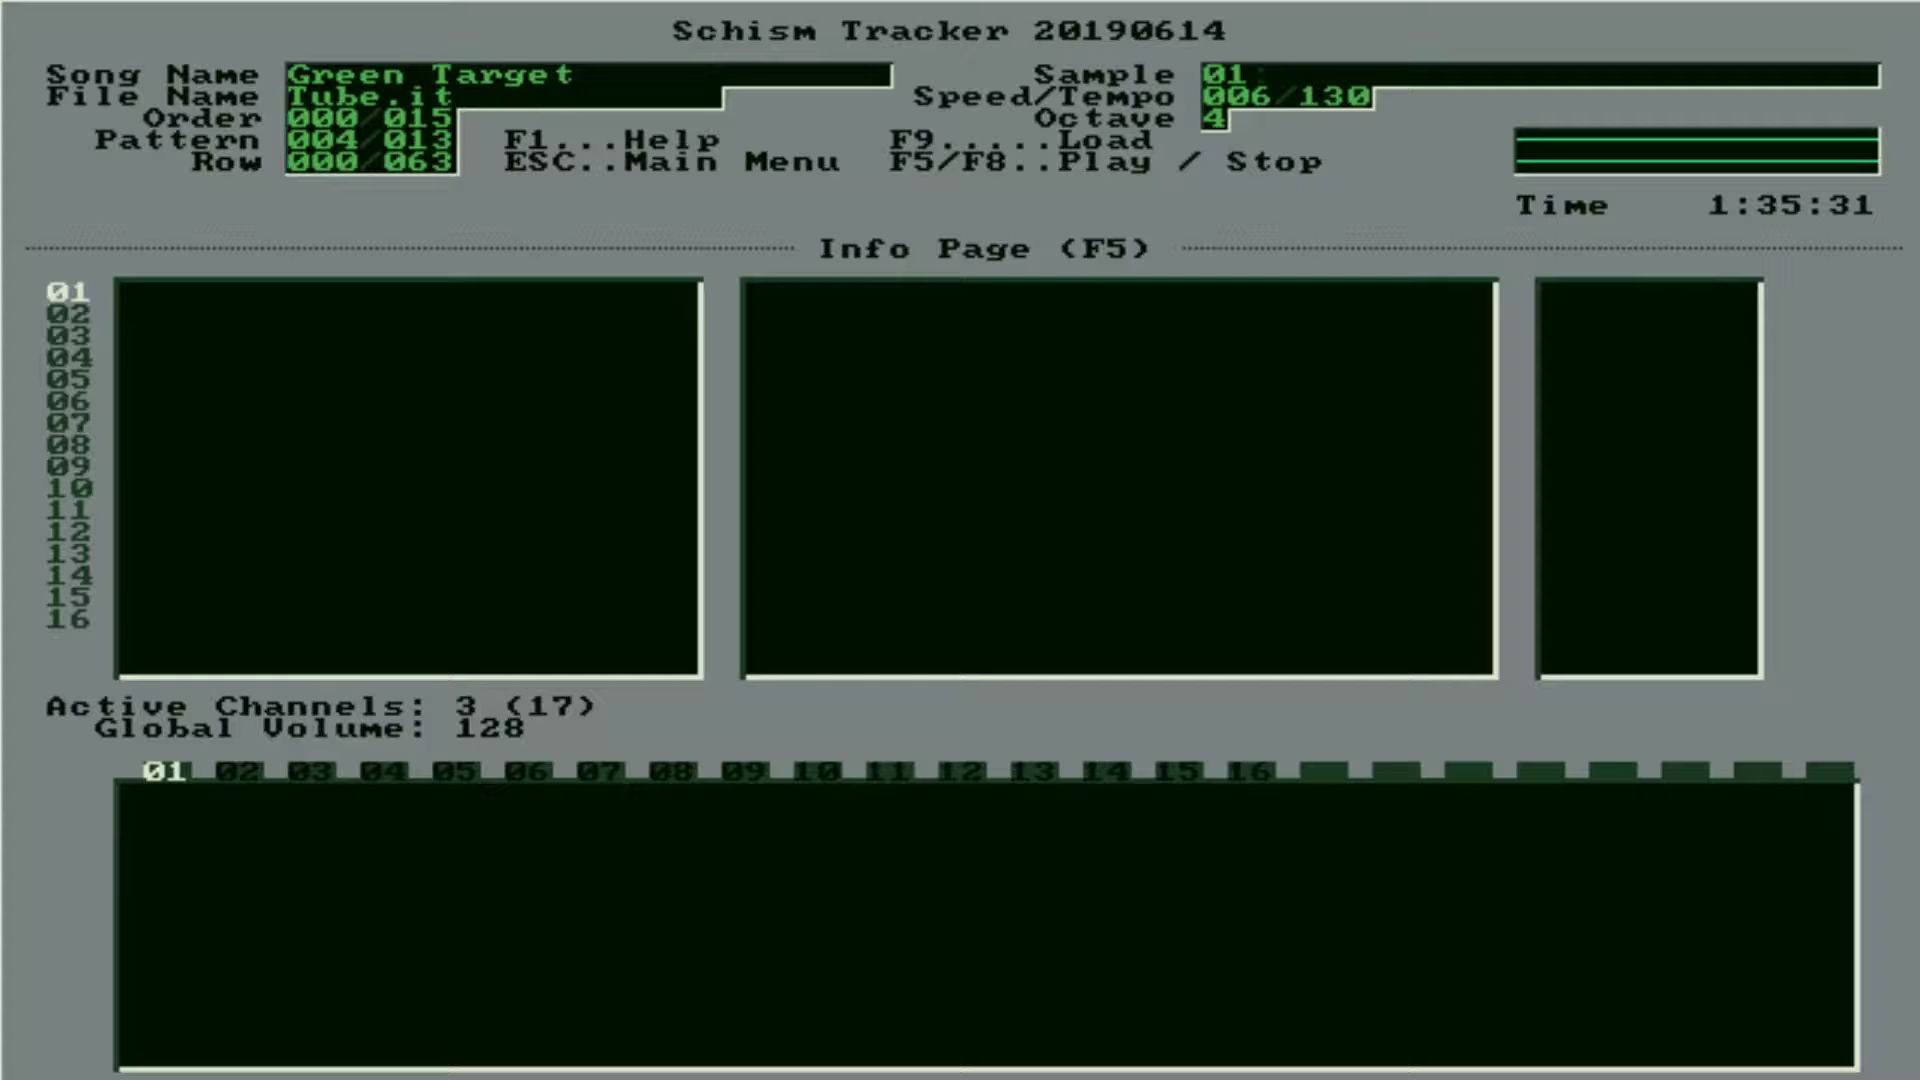 Schism Tracker 20190614
Song Name Green Target Sample 01
File Name Tube.it Speed/Tempo 006/130
Order 000/015 Octave 4
Pattern 004/013 F1...Help F9.....Load
Row 000/063 ESC..Main Menu F5/F8..Play / Stop
Time 1:35:31
Info Page (F5)
01
02
03
04
05
06
07
08
09
10
11
12
13
14
15
16
Active Channels: 3 (17)
Global Volume: 128
01 02 03 04 05 06 07 08 09 10 11 12 13 14 15 16